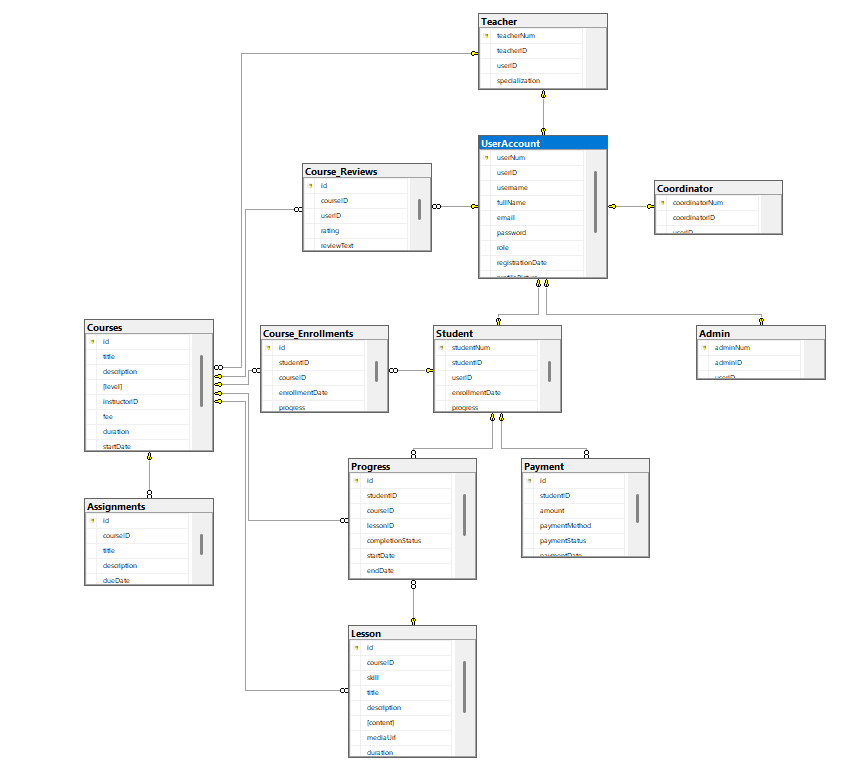 Teacher
teacherNum
teacherID
userID
specialization
UserAccount
userNum
userID
username
fullName
email
password
role
registrationDate
profilePicture
Course_Reviews
id
courseID
userID
rating
reviewText
Coordinator
coordinatorNum
coordinatorID
userID
Courses
id
title
description
[level]
instructorID
fee
duration
startDate
Course_Enrollments
id
studentID
courseID
enrollmentDate
progress
Student
studentNum
studentID
userID
enrollmentDate
progress
Admin
adminNum
adminID
userID
Progress
id
studentID
courseID
lessonID
completionStatus
startDate
endDate
Payment
id
studentID
amount
paymentMethod
paymentStatus
paymentDate
Assignments
id
courseID
title
description
dueDate
Lesson
id
courseID
skill
title
description
[content]
mediaUrl
duration